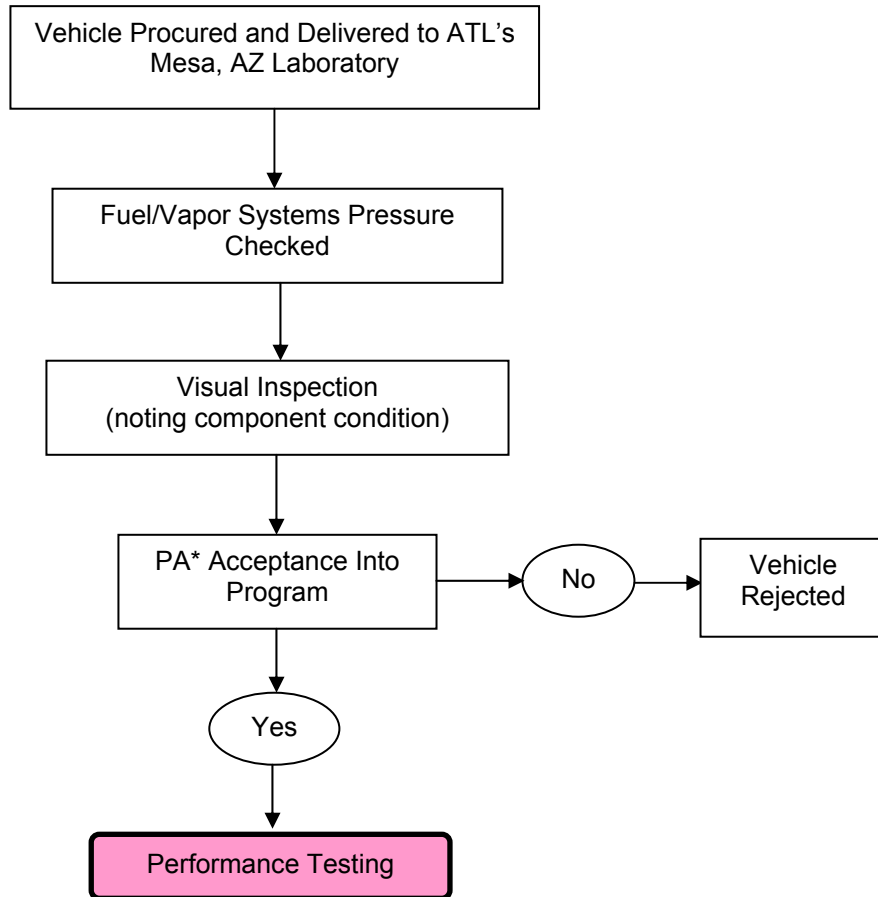 Vehicle Procured and Delivered to ATL's
Mesa, AZ Laboratory
Fuel/Vapor Systems Pressure
Checked
Visual Inspection
(noting component condition)
PA* Acceptance Into
Program
No
Vehicle
Rejected
Yes
Performance Testing